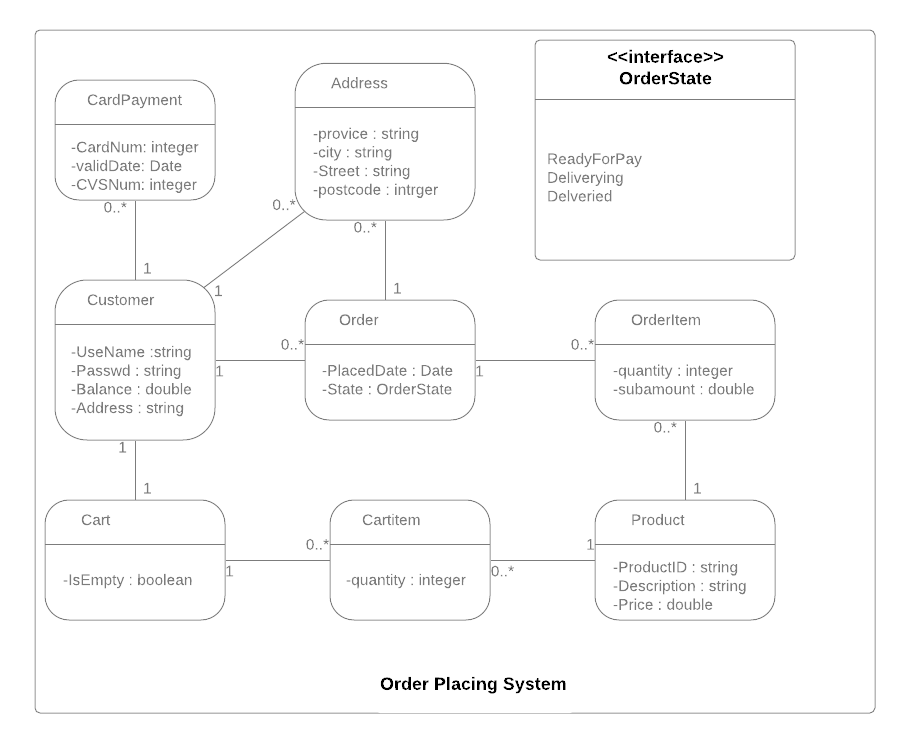 <<interface>>
OrderState
ReadyForPay
Deliverying
Delveried
CardPayment
-CardNum: integer
-validDate: Date
-CVSNum: integer
0..*
1
Address
-provice : string
-city : string
-Street : string
-postcode : intrger
0..*
1
0..*
1
Customer
-UseName :string
-Passwd : string
-Balance : double
-Address : string
1
0..*
Order
-PlacedDate : Date
-State : OrderState
1
0..*
OrderItem
-quantity : integer
-subamount : double
0..*
1
1
1
Cart
-IsEmpty : boolean
1
0..*
Cartitem
-quantity : integer
0..*
1
Product
-ProductID : string
-Description : string
-Price : double
Order Placing System